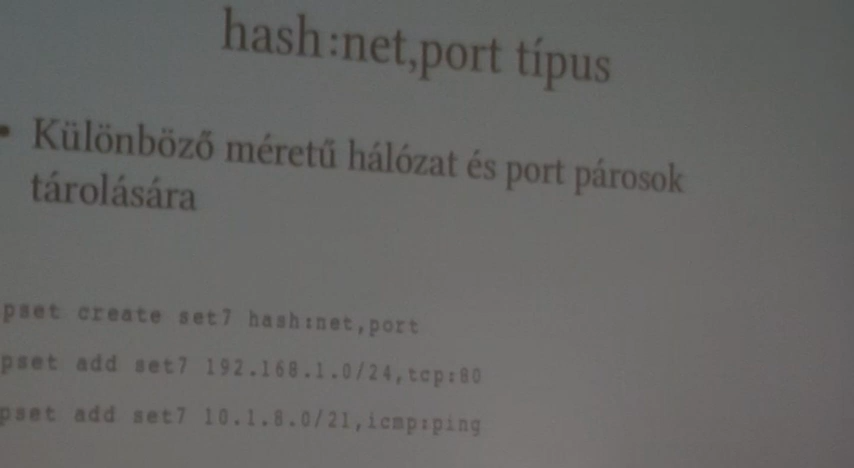 hash:net,port típus
• Különböző méretű hálózat és port párosok
tárolására
pset create set7 hash:net,port
pset add set7 192.168.1.0/24,tcp:80
pset add set7 10.1.8.0/21,icmp:ping